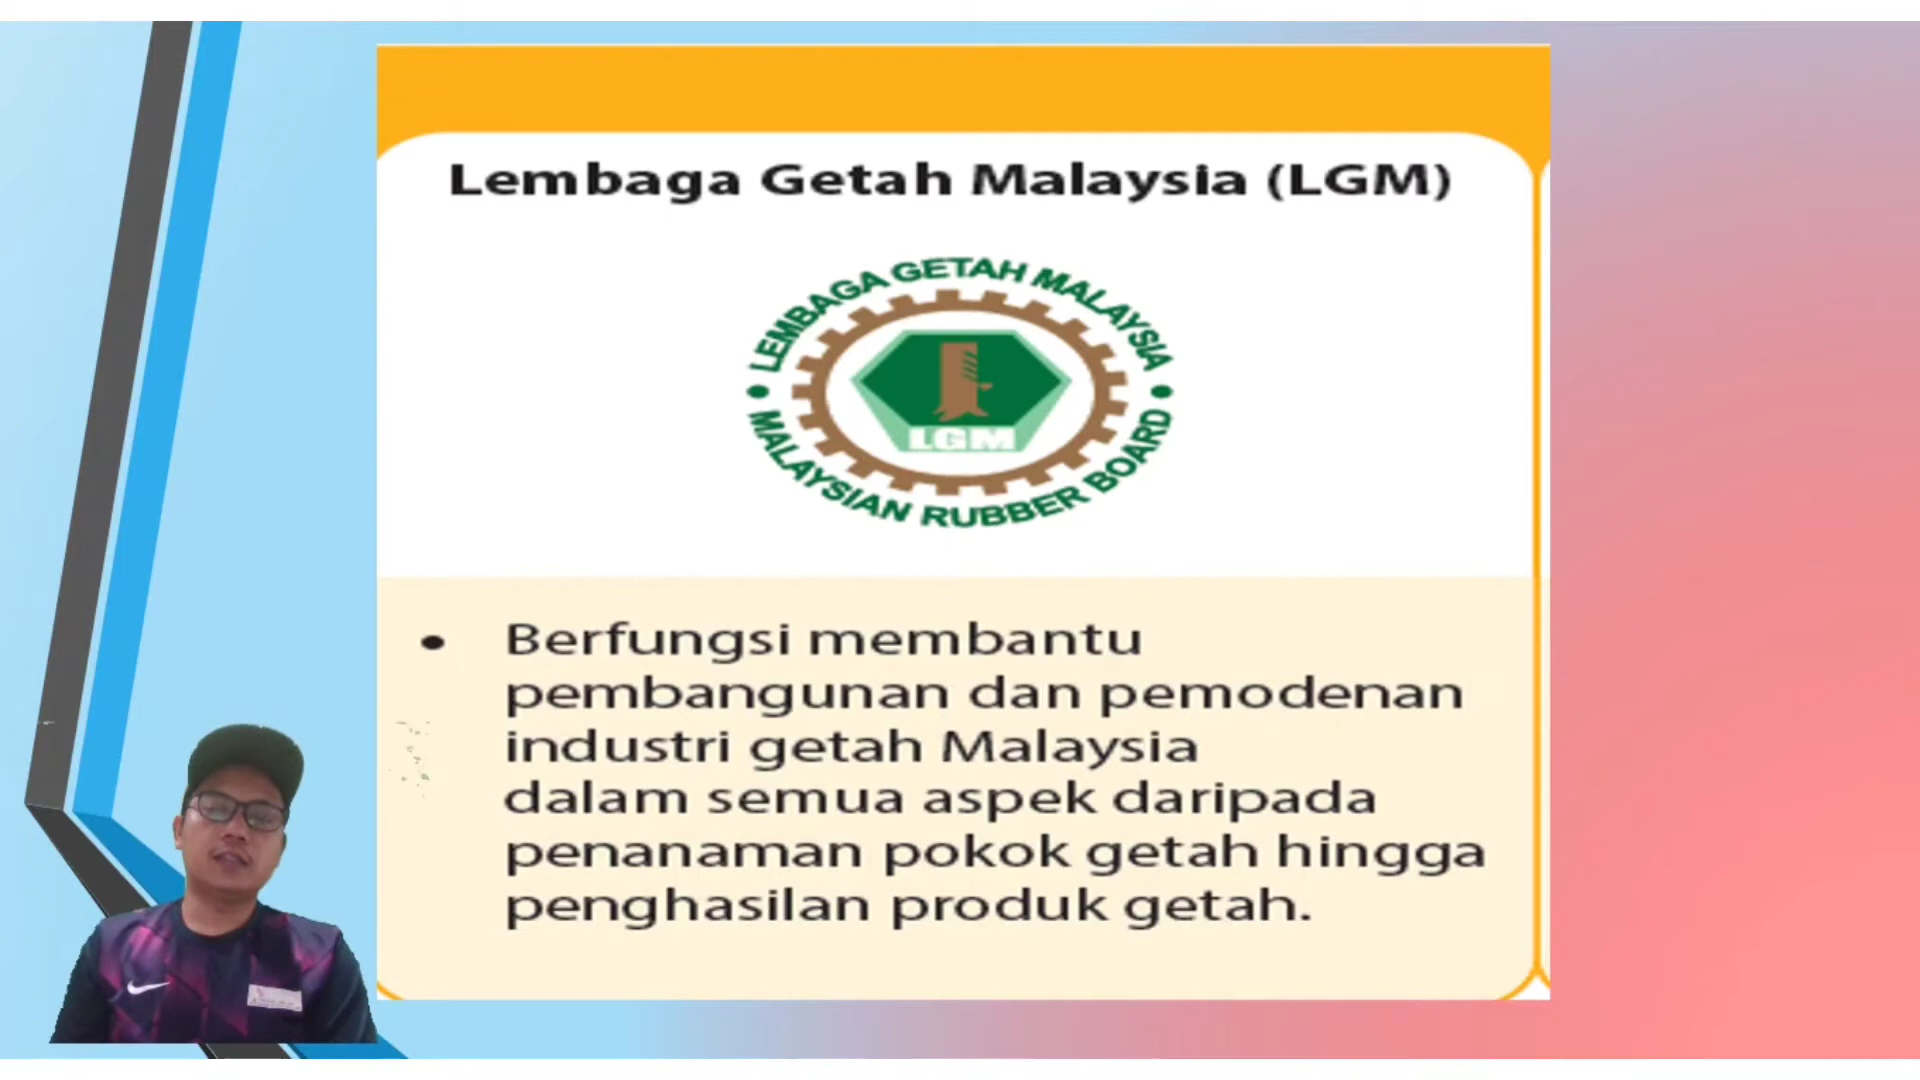 Lembaga Getah Malaysia (LGM)
LEMBAGA GETAH MALAYSIA
LGM
MALAYSIAN RUBBER BOARD
• Berfungsi membantu
pembangunan dan pemodenan
industri getah Malaysia
dalam semua aspek daripada
penanaman pokok getah hingga
penghasilan produk getah.